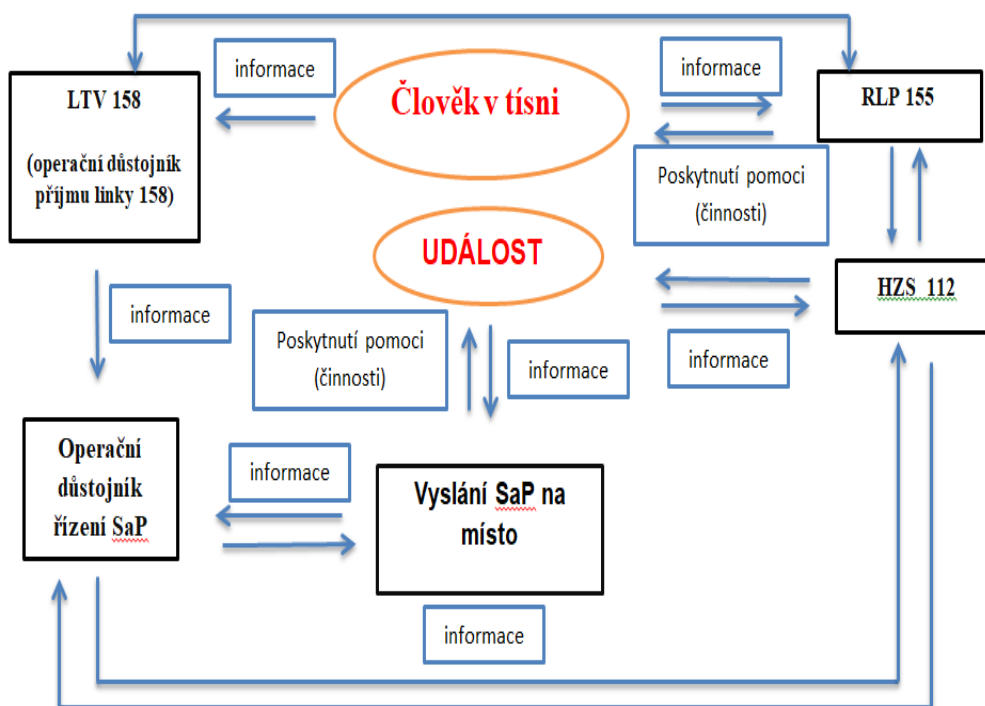 informace
Člověk v tísni
informace
LTV 158
(operační důstojník
příjmu linky 158)
RLP 155
Poskytnutí pomoci
(činnosti)
UDÁLOST
HZS 112
informace
Poskytnutí pomoci
(činnosti)
informace
informace
Operační
důstojník
řízení SaP
informace
Vyslání SaP na
místo
informace